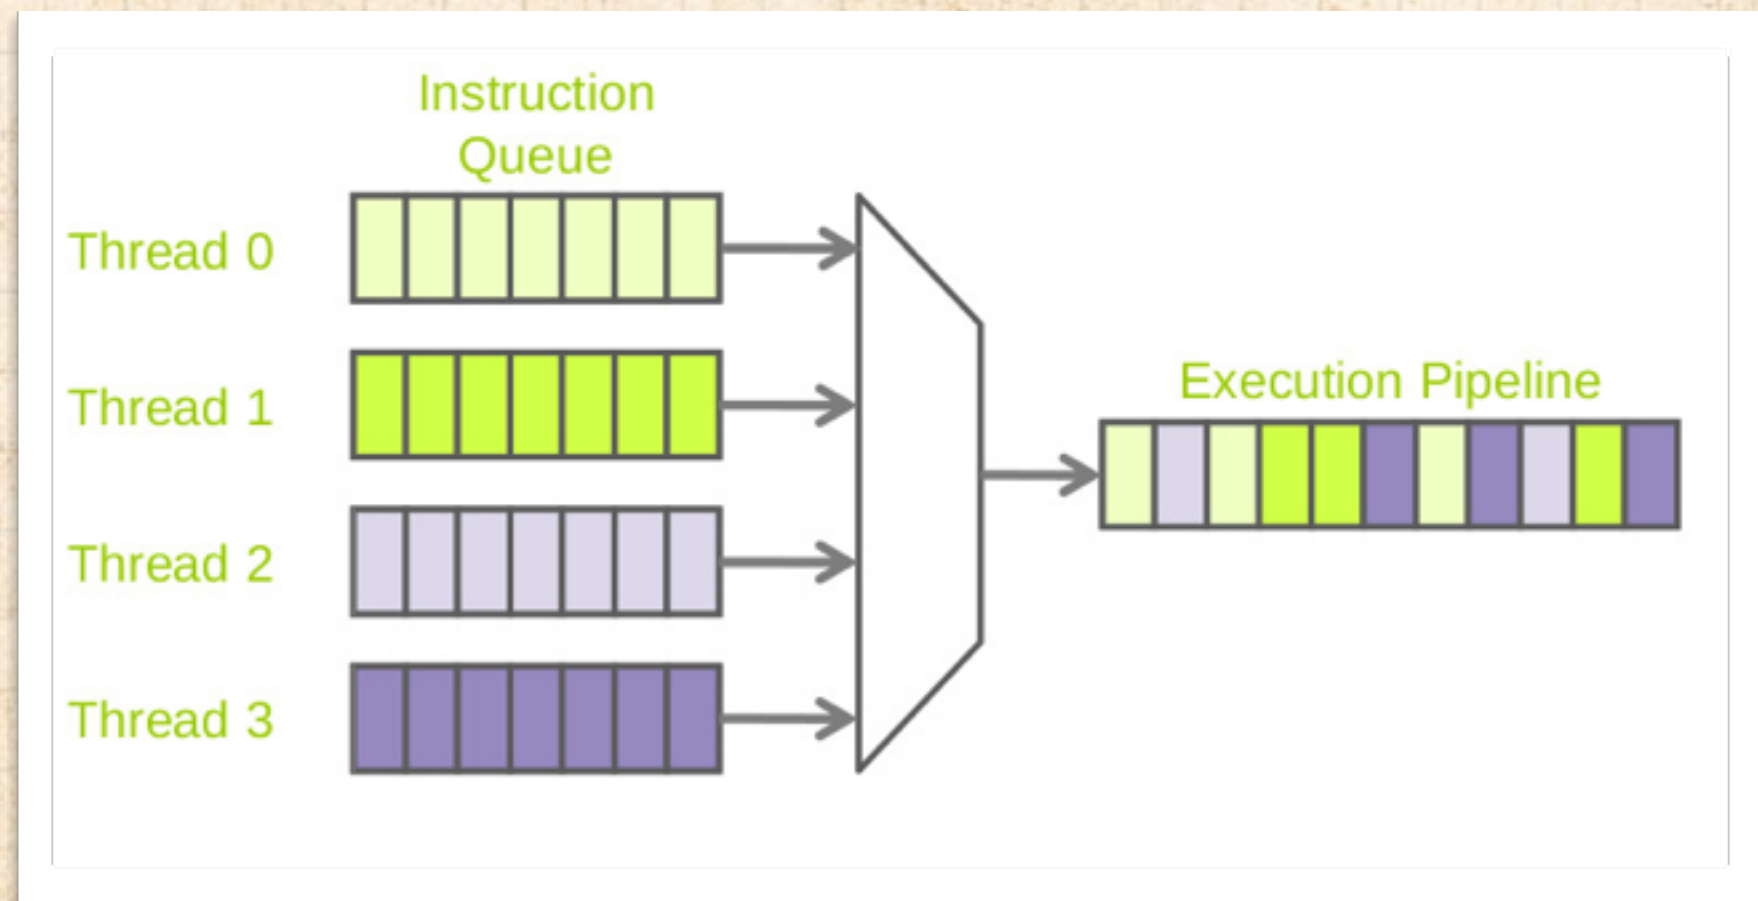 Instruction
Queue
Thread 0
Thread 1
Execution Pipeline
Thread 2
Thread 3